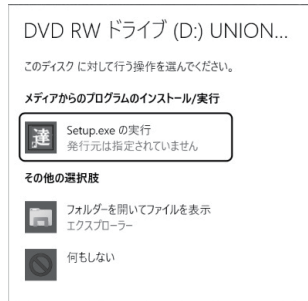 DVD RW ドライブ (D:) UNION...
このディスク に対して行う操作を選んでください。
メディアからのプログラムのインストール/実行
達
Setup.exe の実行
発行元は指定されていません
その他の選択肢
フォルダーを開いてファイルを表示
エクスプローラー
何もしない